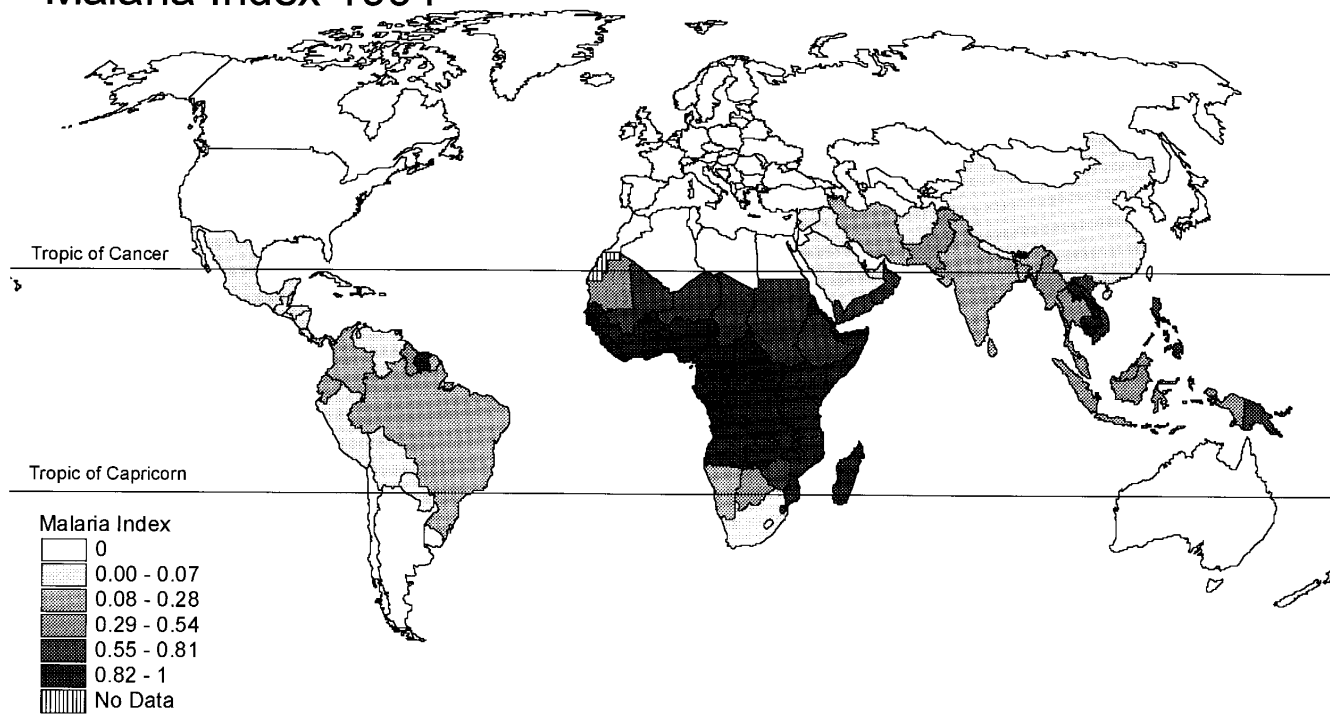 Malaria Index
Tropic of Cancer
Tropic of Capricorn
Malaria Index
0
0.00 - 0.07
0.08 - 0.28
0.29 - 0.54
0.55 - 0.81
0.82 - 1
No Data